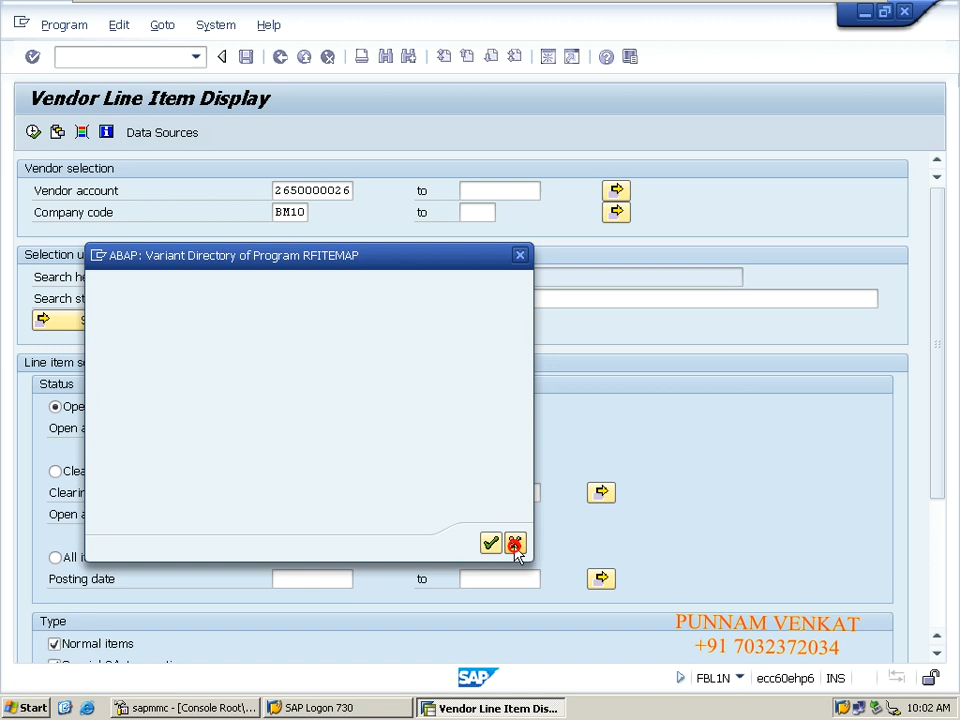 Program Edit Goto System Help
Vendor Line Item Display
Data Sources
Vendor selection
Vendor account 2650000026 to
Company code BM10 to
Selection u
ABAP: Variant Directory of Program RFITEMAP
Search he
Search st
S
Line item se
Status
Ope
Open a
Clea
Clearin
Open a
All i
Posting date to
Type
PUNNAM VENKAT
Normal items
+91 7032372034
SAP FBL1N ecc60ehp6 INS
Start sapmmc - [Console Root\... SAP Logon 730 Vendor Line Item Dis... 10:02 AM